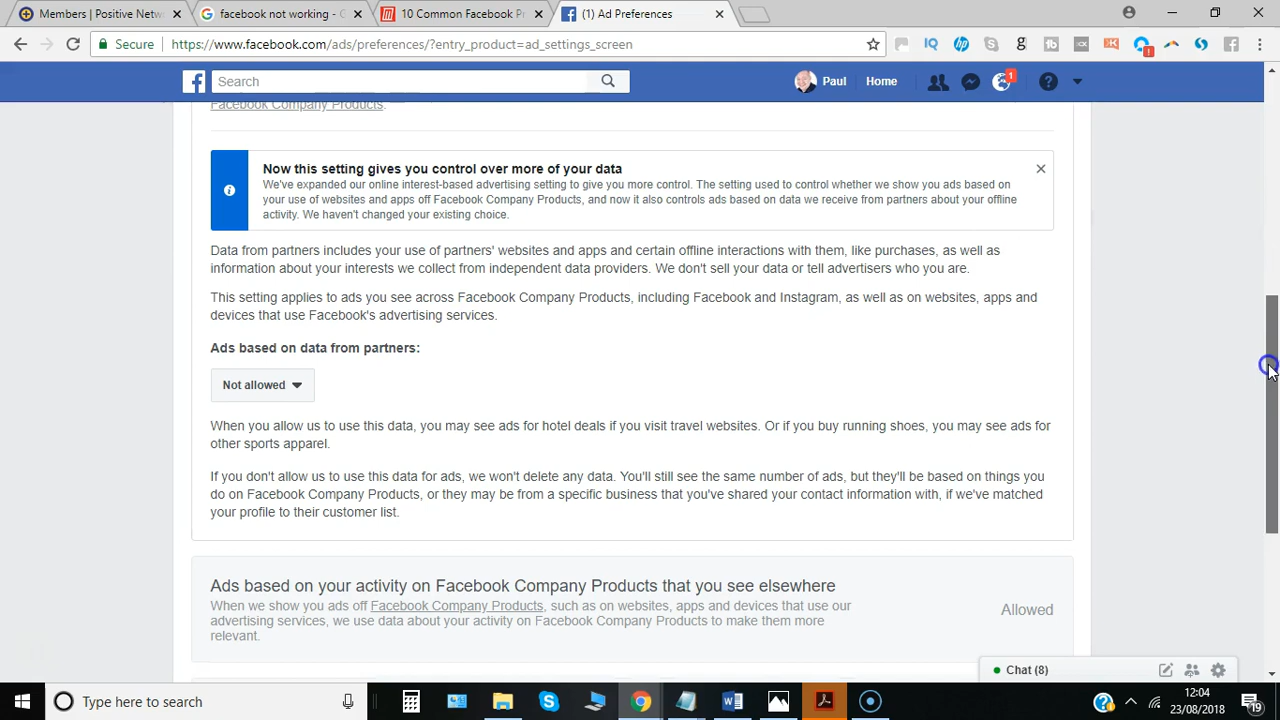 Members | Positive Netw
facebook not working -
10 Common Facebook P
(1) Ad Preferences
Secure
https://www.facebook.com/ads/preferences/?entry_product=ad_settings_screen
Search
Paul
Home
1
Facebook Company Products.
Now this setting gives you control over more of your data
We've expanded our online interest-based advertising setting to give you more control. The setting used to control whether we show you ads based on
your use of websites and apps off Facebook Company Products, and now it also controls ads based on data we receive from partners about your offline
activity. We haven't changed your existing choice.
Data from partners includes your use of partners' websites and apps and certain offline interactions with them, like purchases, as well as
information about your interests we collect from independent data providers. We don't sell your data or tell advertisers who you are.
This setting applies to ads you see across Facebook Company Products, including Facebook and Instagram, as well as on websites, apps and
devices that use Facebook's advertising services.
Ads based on data from partners:
Not allowed
When you allow us to use this data, you may see ads for hotel deals if you visit travel websites. Or if you buy running shoes, you may see ads for
other sports apparel.
If you don't allow us to use this data for ads, we won't delete any data. You'll still see the same number of ads, but they'll be based on things you
do on Facebook Company Products, or they may be from a specific business that you've shared your contact information with, if we've matched
your profile to their customer list.
Ads based on your activity on Facebook Company Products that you see elsewhere
When we show you ads off Facebook Company Products, such as on websites, apps and devices that use our
advertising services, we use data about your activity on Facebook Company Products to make them more
relevant.
Allowed
Chat (8)
Type here to search
12:04
23/08/2018
19